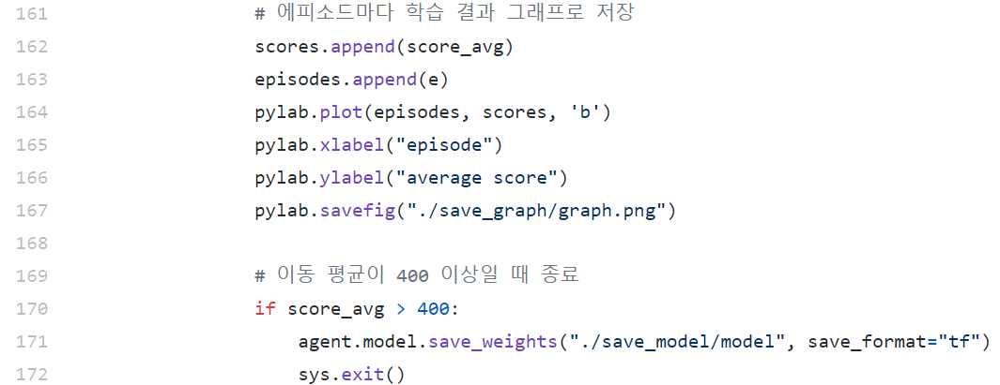 161 # 에피소드마다 학습 결과 그래프로 저장
162 scores.append(score_avg)
163 episodes.append(e)
164 pylab.plot(episodes, scores, 'b')
165 pylab.xlabel("episode")
166 pylab.ylabel("average score")
167 pylab.savefig("./save_graph/graph.png")
168
169 # 이동 평균이 400 이상일 때 종료
170 if score_avg > 400:
171 agent.model.save_weights("./save_model/model", save_format="tf")
172 sys.exit()